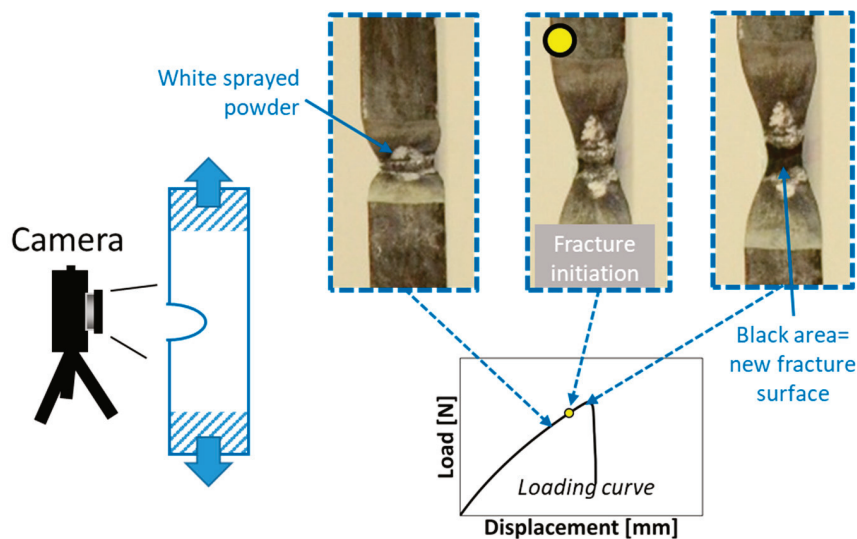 White sprayed
powder
Camera
Fracture
initiation
Black area=
new fracture
surface
Load [N]
Loading curve
Displacement [mm]